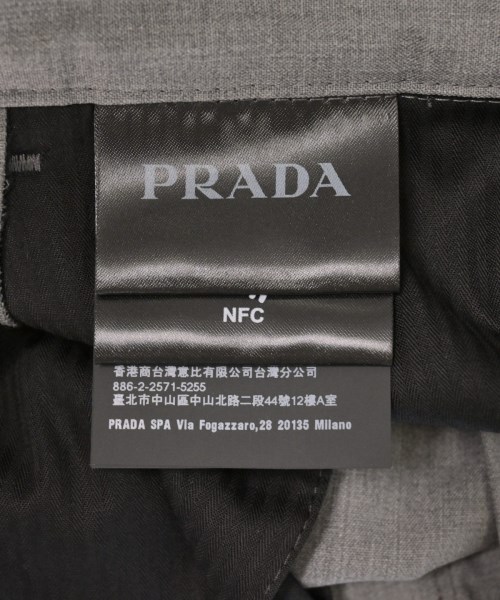 PRADA
NFC
香港商台灣意比有限公司台灣分公司
886-2-2571-5255
臺北市中山區中山北路二段44號12樓A室
PRADA SPA Via Fogazzaro,28 20135 Milano